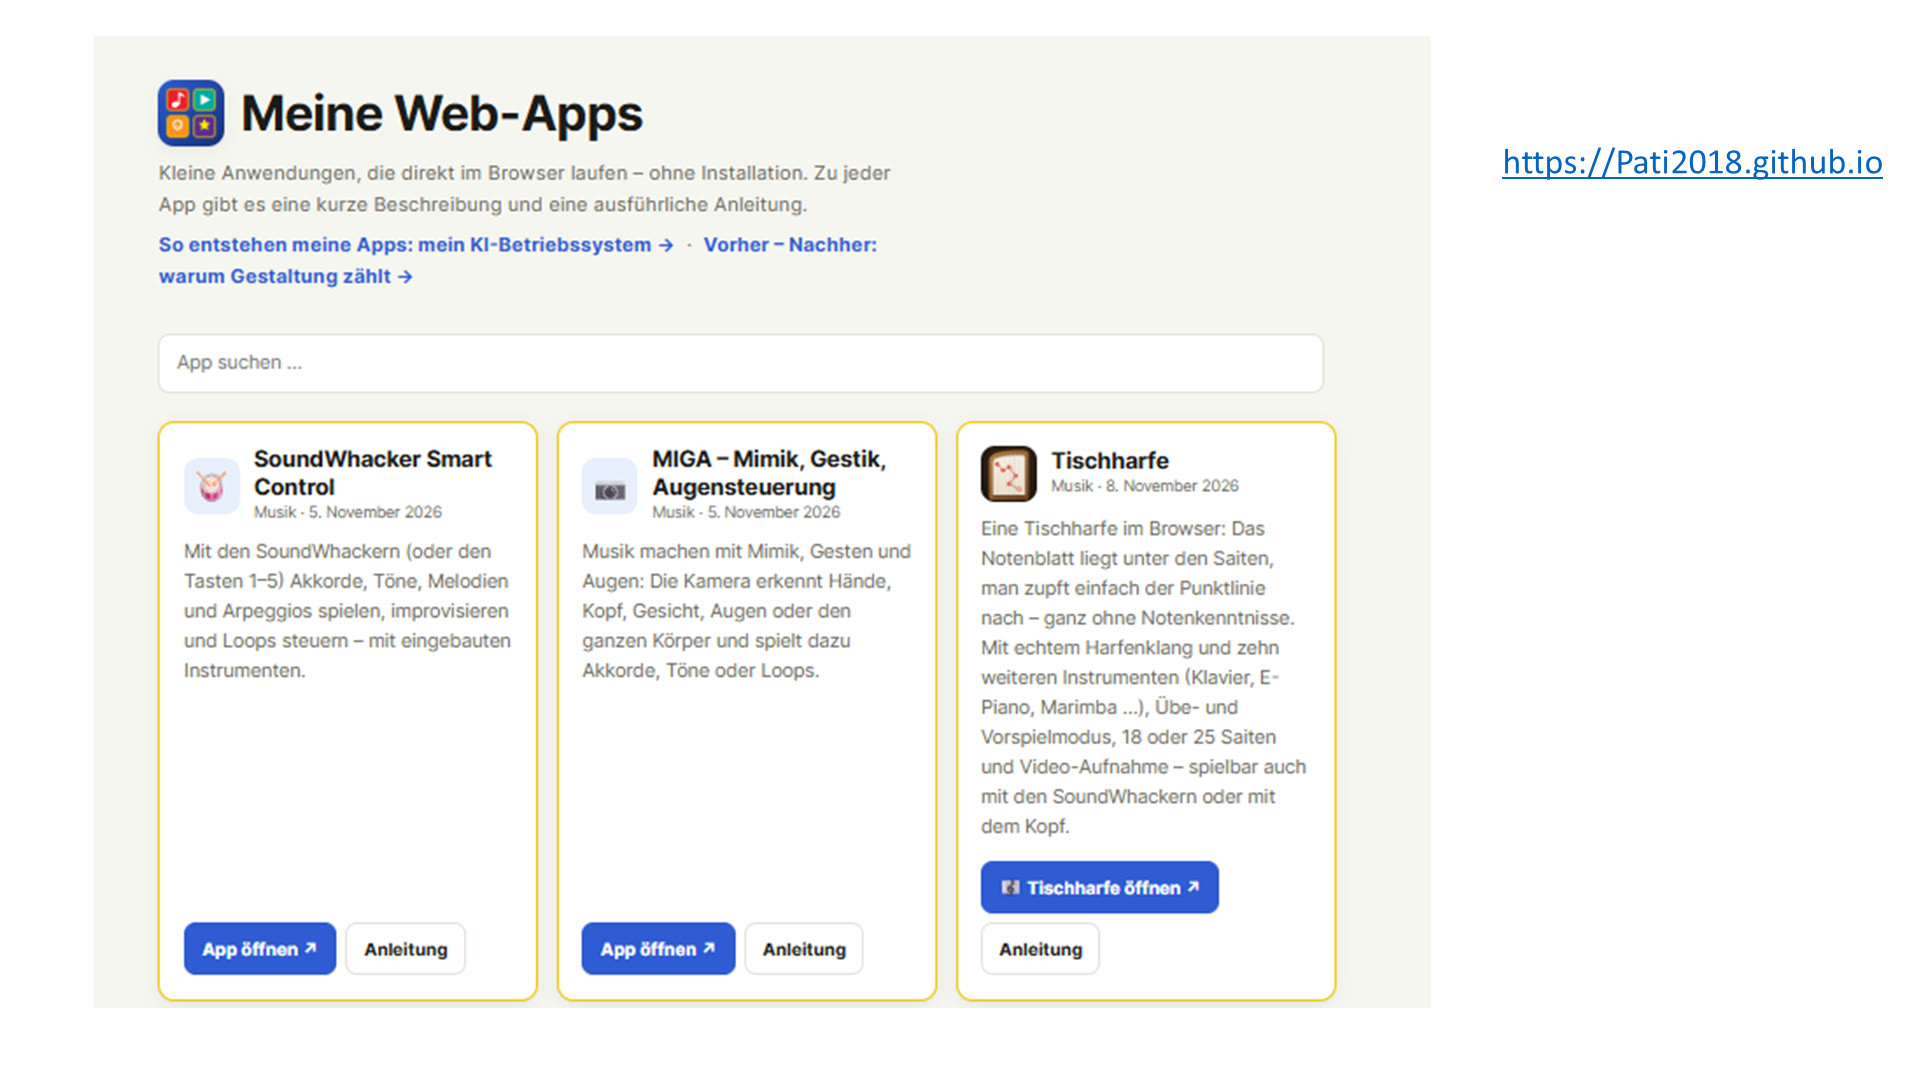 Meine Web-Apps
Kleine Anwendungen, die direkt im Browser laufen – ohne Installation. Zu jeder
App gibt es eine kurze Beschreibung und eine ausführliche Anleitung.
So entstehen meine Apps: mein KI-Betriebssystem → · Vorher – Nachher:
warum Gestaltung zählt →
https://Pati2018.github.io
App suchen ...
SoundWhacker Smart
Control
Musik · 5. November 2026
Mit den SoundWhackern (oder den
Tasten 1–5) Akkorde, Töne, Melodien
und Arpeggios spielen, improvisieren
und Loops steuern – mit eingebauten
Instrumenten.
App öffnen ↗
Anleitung
MIGA – Mimik, Gestik,
Augensteuerung
Musik · 5. November 2026
Musik machen mit Mimik, Gesten und
Augen: Die Kamera erkennt Hände,
Kopf, Gesicht, Augen oder den
ganzen Körper und spielt dazu
Akkorde, Töne oder Loops.
App öffnen ↗
Anleitung
Tischharfe
Musik · 8. November 2026
Eine Tischharfe im Browser: Das
Notenblatt liegt unter den Saiten,
man zupft einfach der Punktlinie
nach – ganz ohne Notenkenntnisse.
Mit echtem Harfenklang und zehn
weiteren Instrumenten (Klavier, E-
Piano, Marimba ...), Übe- und
Vorspielmodus, 18 oder 25 Saiten
und Video-Aufnahme – spielbar auch
mit den SoundWhackern oder mit
dem Kopf.
Tischharfe öffnen ↗
Anleitung